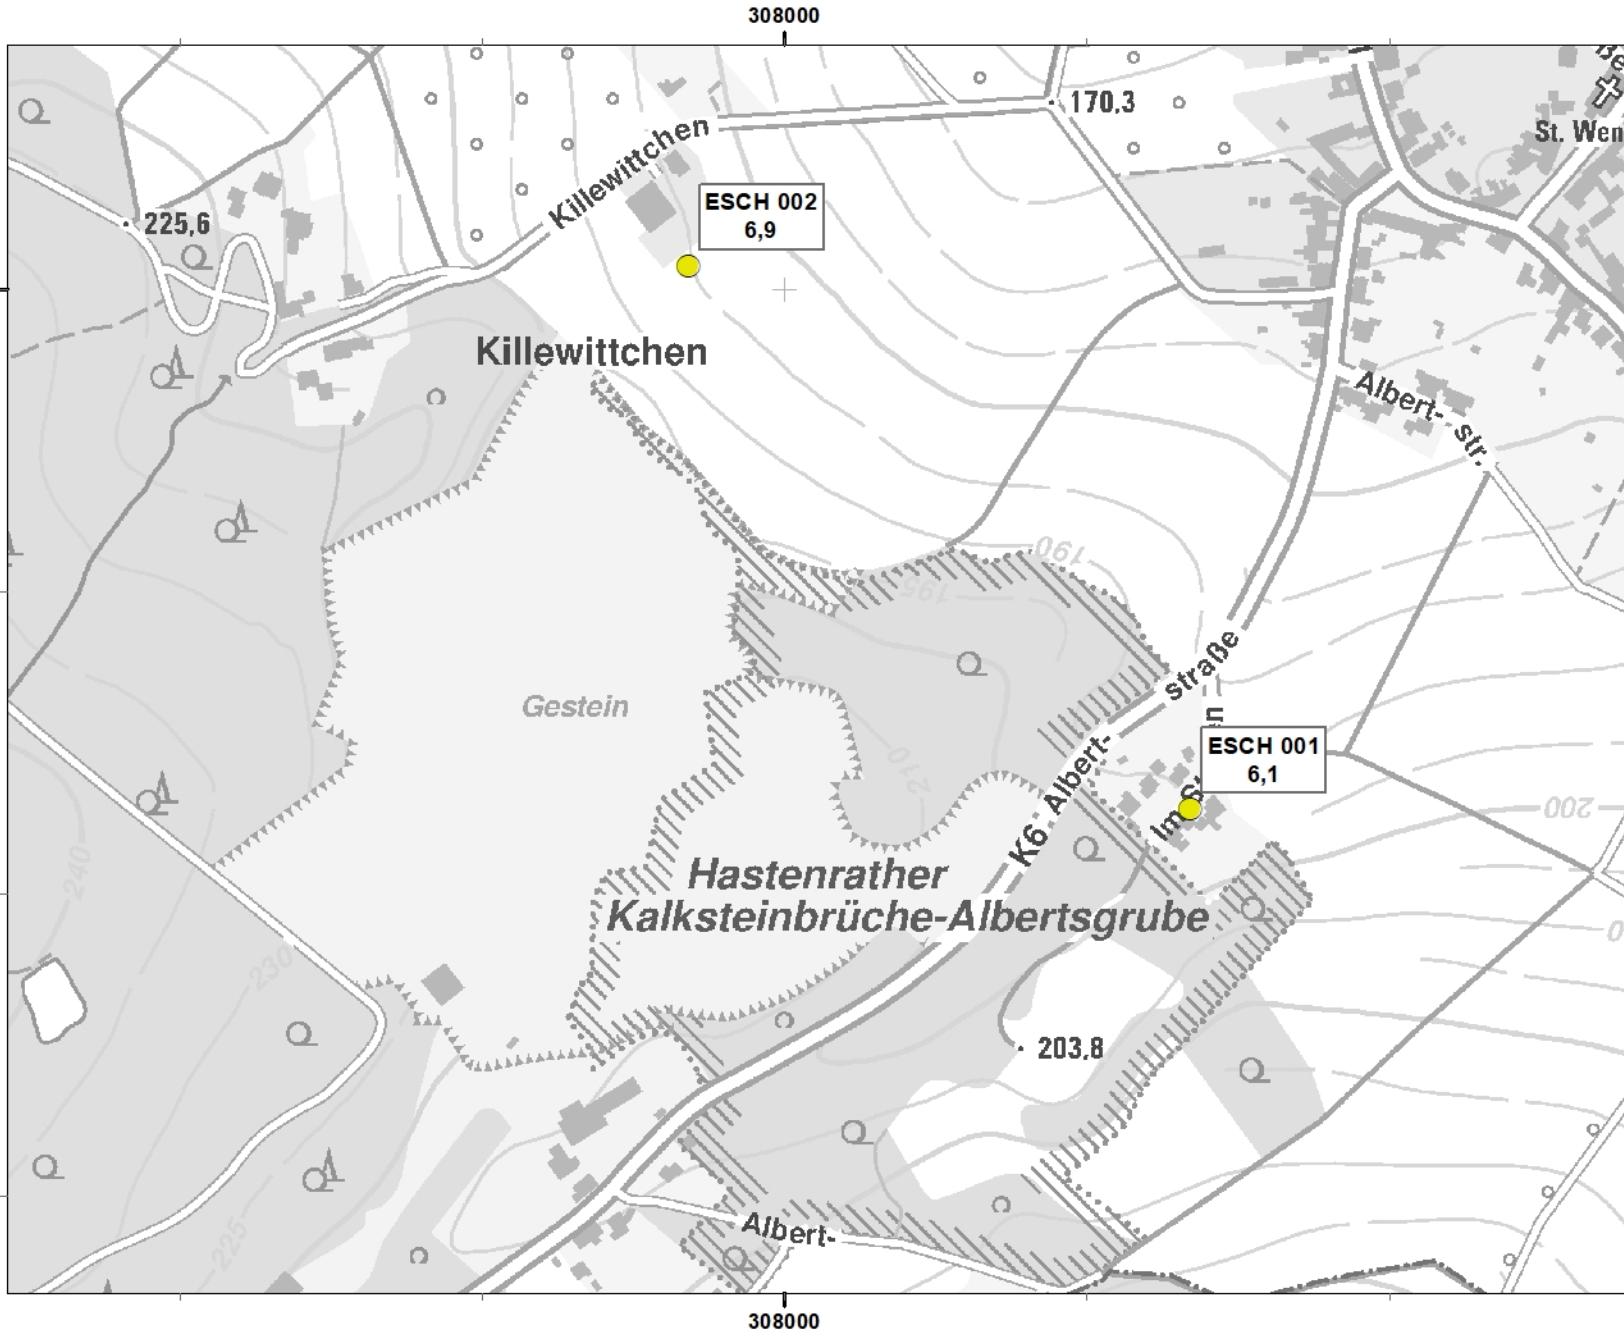 308000
170,3
St. Wen
Killewittchen
ESCH 002
6,9
225,6
Killewittchen
Albert-
str.
190
195
straße
Gestein
ESCH 001
6,1
210
Albert-
K6
200
240
Hastenrather
Kalksteinbrüche-Albertsgrube
230
203,8
225
Albert-
308000